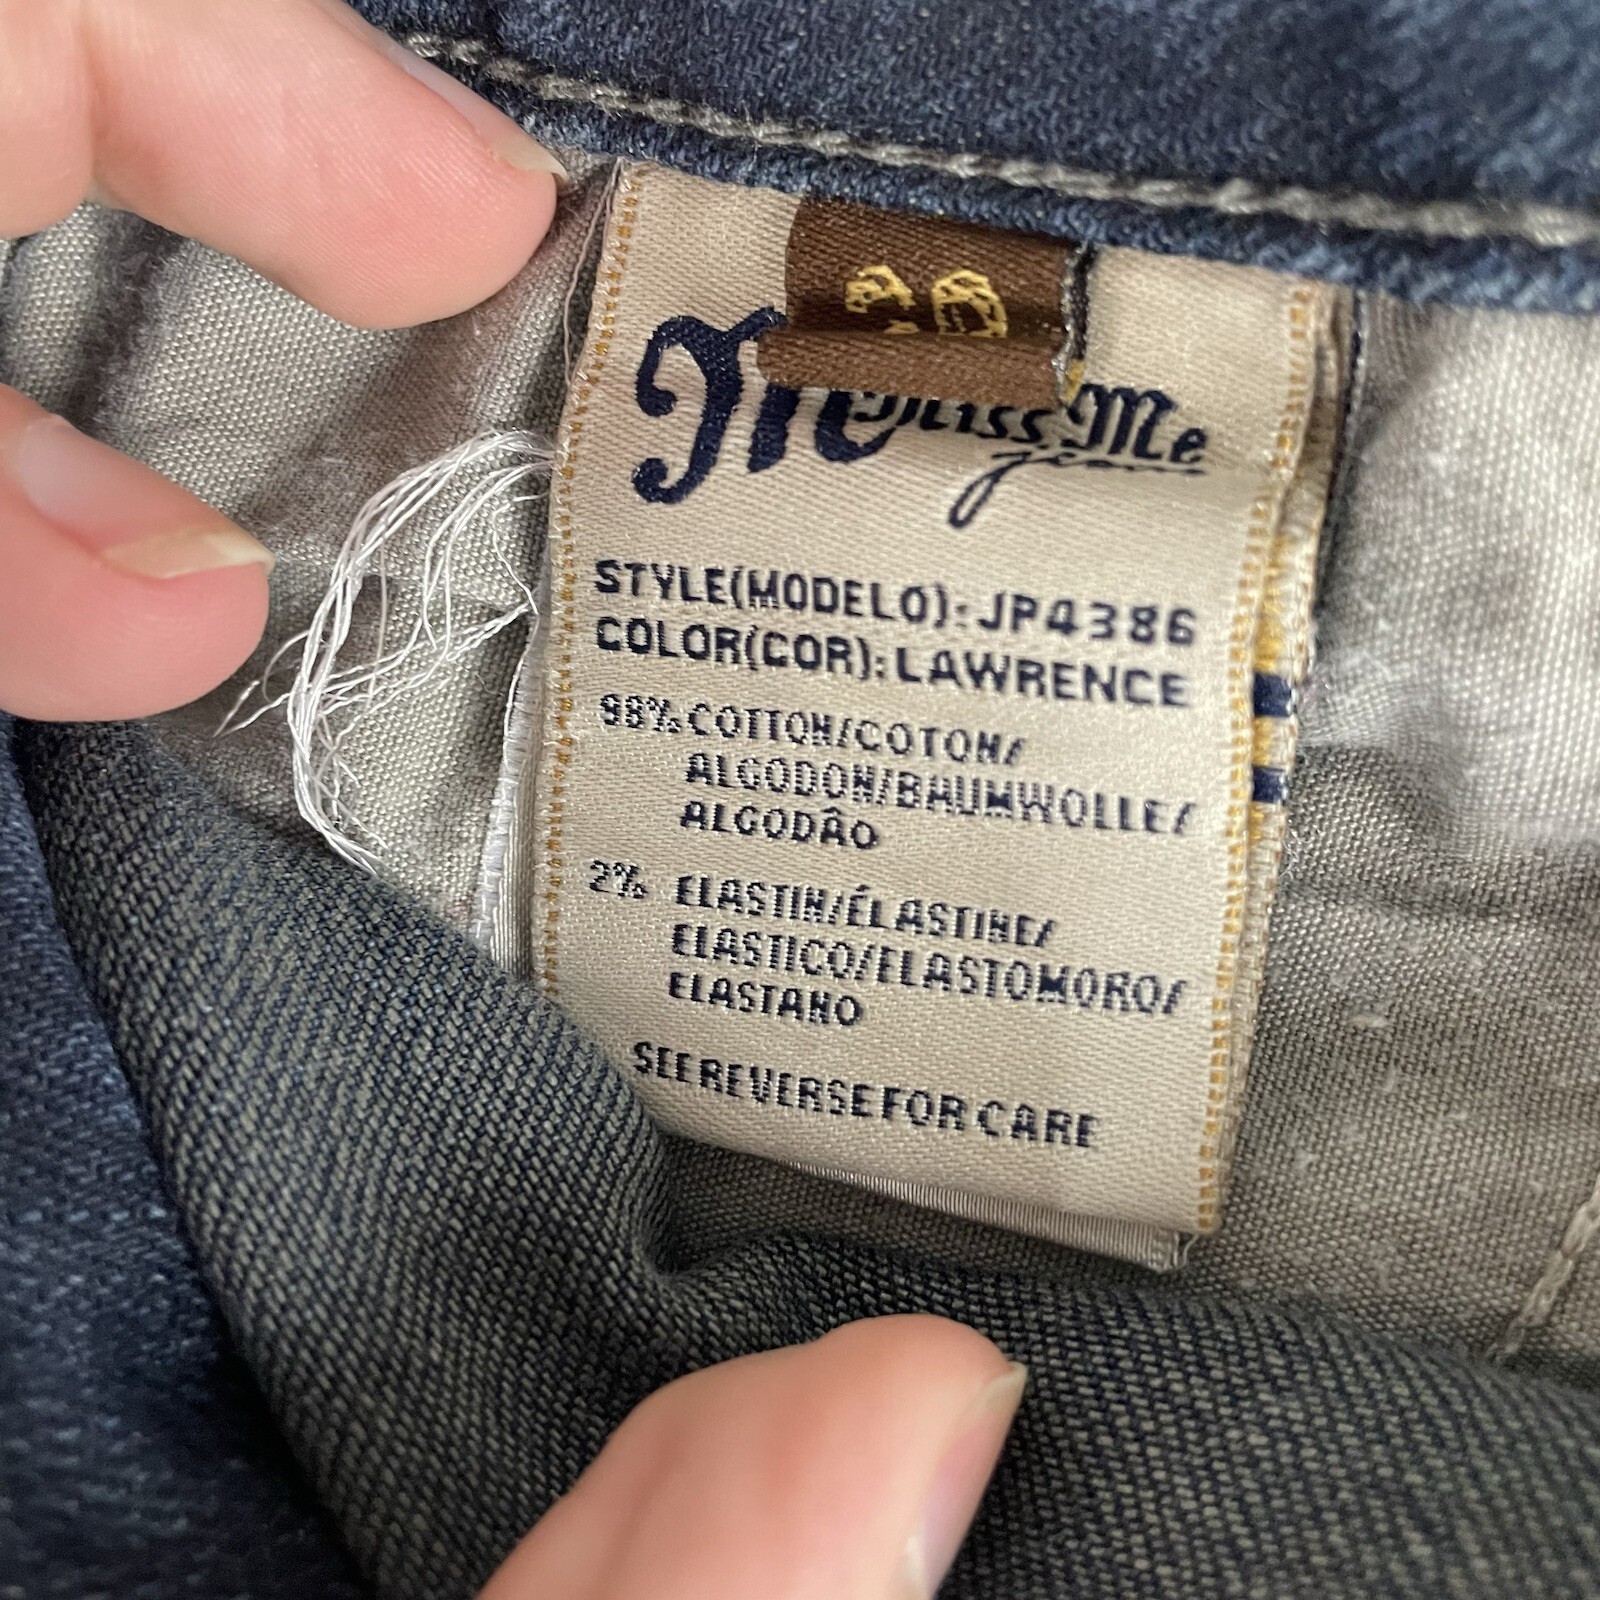 Miss Me
jeans
STYLE(MODELO): JP4386
COLOR(COR): LAWRENCE
98% COTTON/COTON/
ALGODON/BAUMWOLLE/
ALGODÃO
2% ELASTIN/ÉLASTINE/
ELASTICO/ELASTOMORO/
ELASTANO
SEE REVERSE FOR CARE